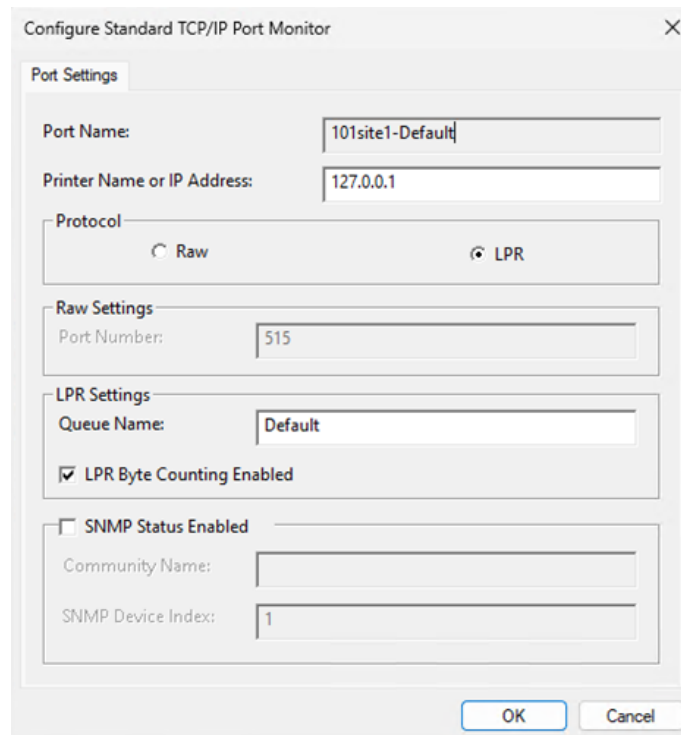 Configure Standard TCP/IP Port Monitor
Port Settings
Port Name: 101site1-Default
Printer Name or IP Address: 127.0.0.1
Protocol
Raw LPR
Raw Settings
Port Number: 515
LPR Settings
Queue Name: Default
LPR Byte Counting Enabled
SNMP Status Enabled
Community Name:
SNMP Device Index: 1
OK Cancel